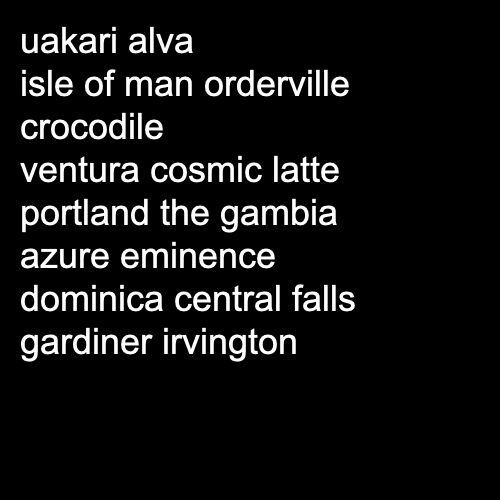 uakari alva
isle of man orderville
crocodile
ventura cosmic latte
portland the gambia
azure eminence
dominica central falls
gardiner irvington